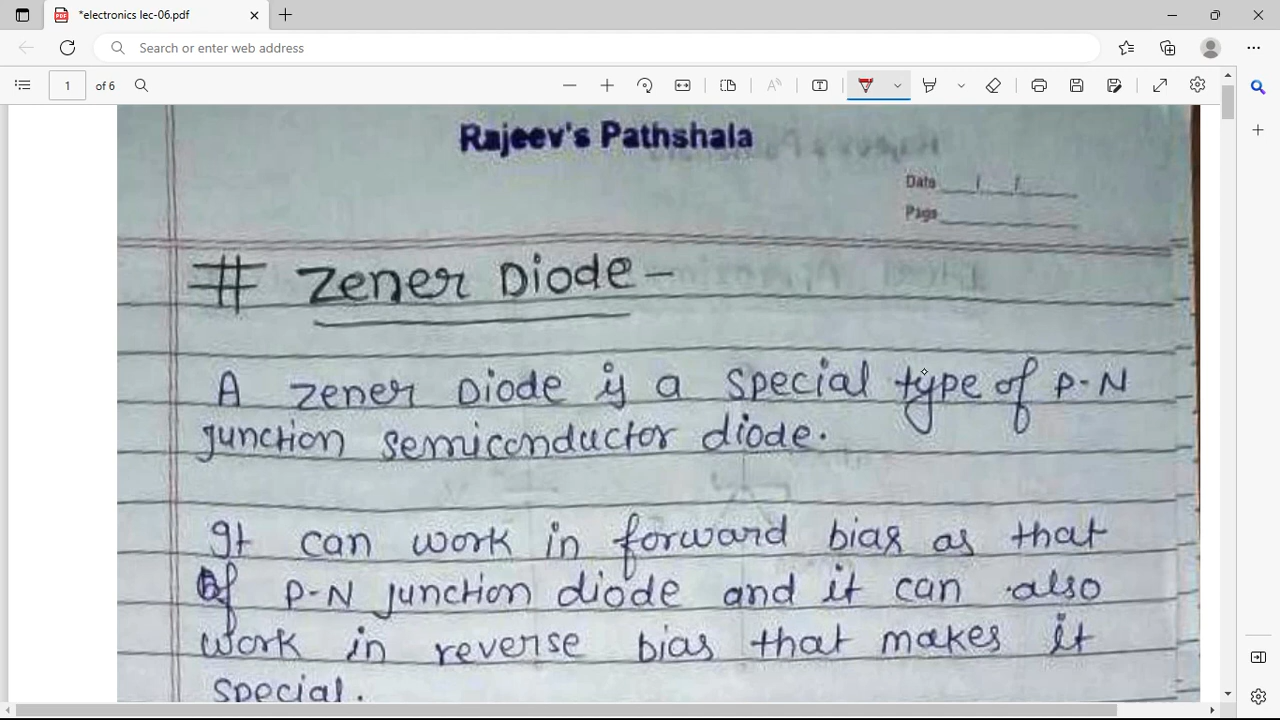 *electronics lec-06.pdf
Search or enter web address
1 of 6
Rajeev's Pathshala
Date
Page
# Zener Diode -
A zener Diode is a special type of P-N
junction semiconductor diode.
It can work in forward bias as that
of P-N junction diode and it can also
work in reverse bias that makes it
special.